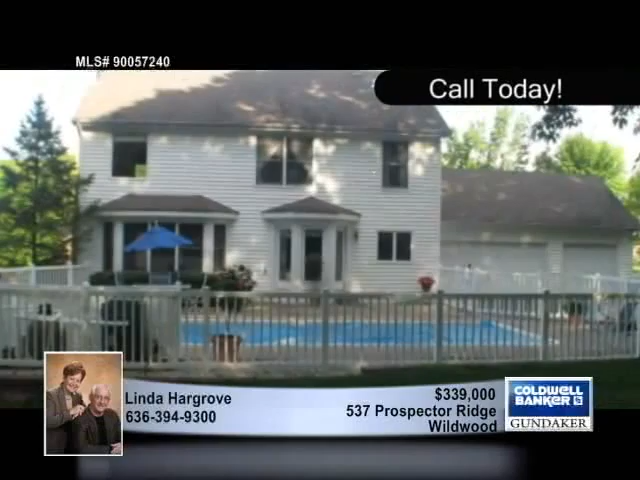 MLS# 90057240
Call Today!
Linda Hargrove
636-394-9300
$339,000
537 Prospector Ridge
Wildwood
COLDWELL
BANKER
GUNDAKER